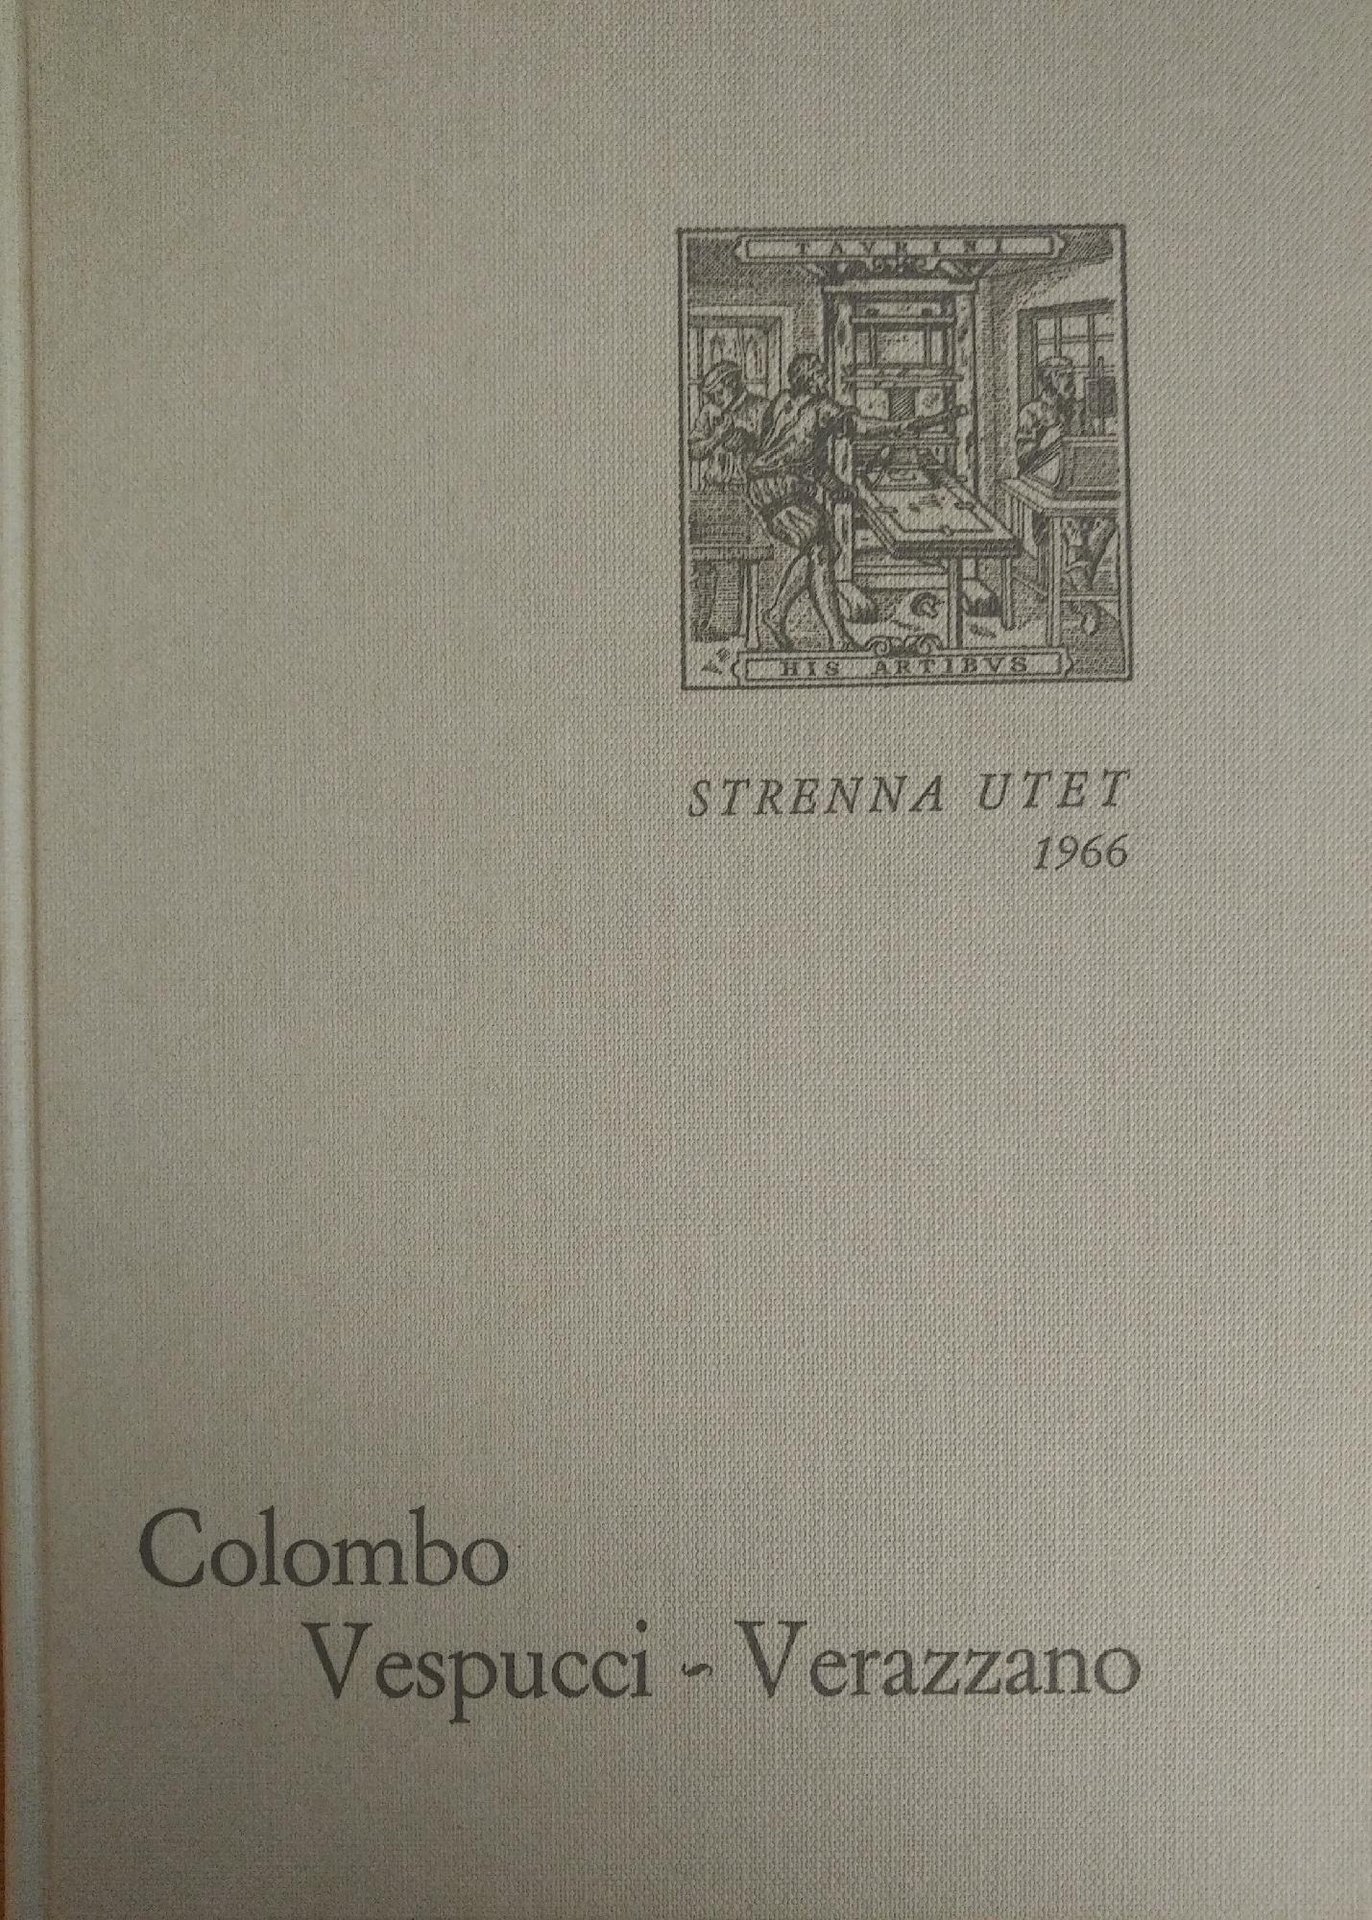 TAVRINI
HIS ARTIBVS
STRENNA UTET
1966
Colombo
Vespucci - Verazzano